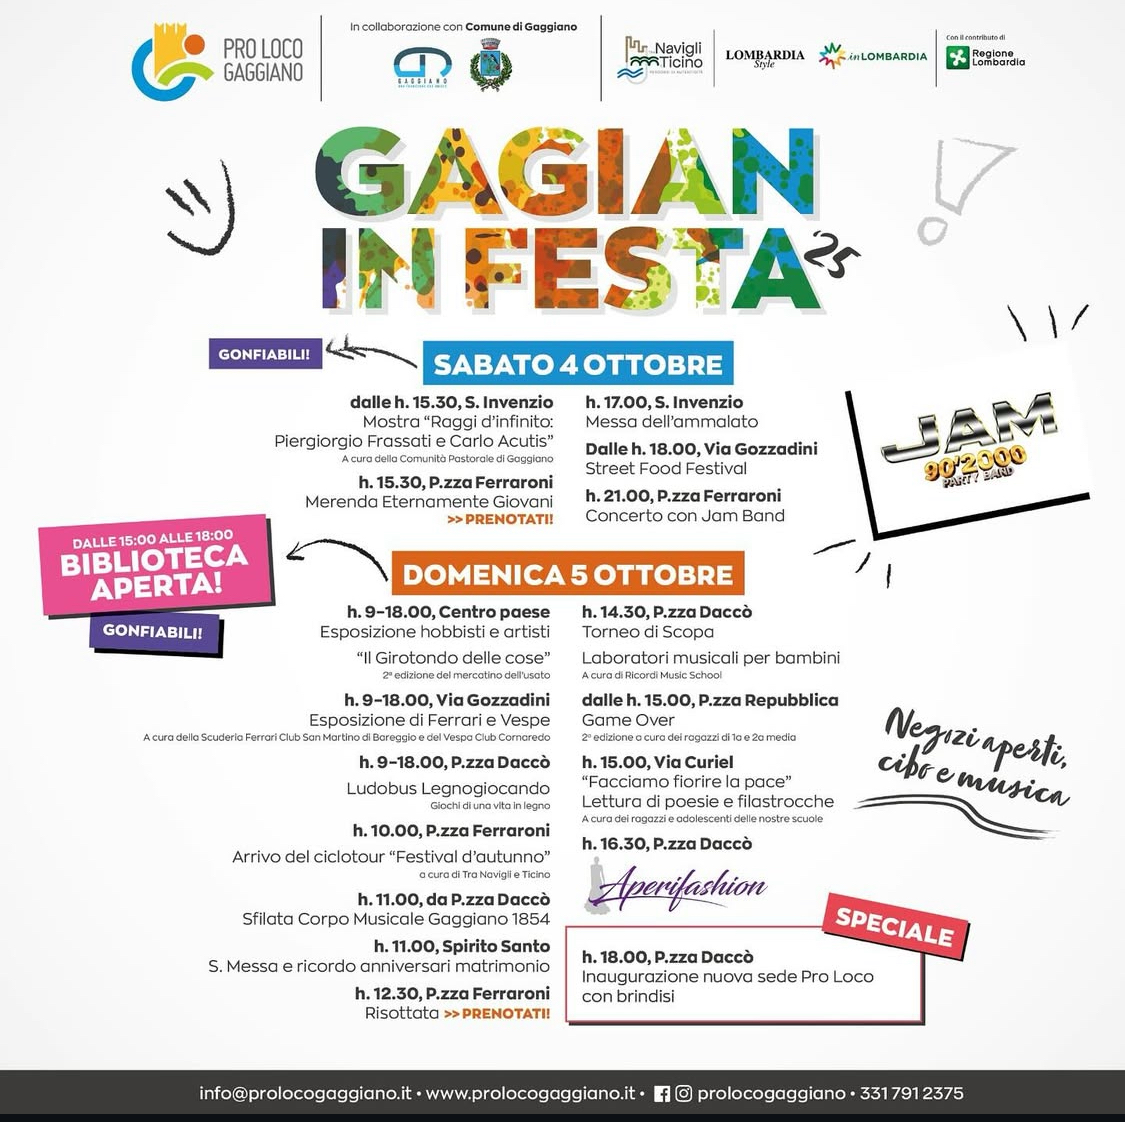 PRO LOCO
GAGGIANO
In collaborazione con Comune di Gaggiano
GAGGIANO
Navigli
Ticino
LOMBARDIA
Style
inLOMBARDIA
Con il contributo di
Regione
Lombardia
GAGIAN
IN FESTA '25
GONFIABILI!
SABATO 4 OTTOBRE
dalle h. 15.30, S. Invenzio
Mostra “Raggi d’infinito:
Piergiorgio Frassati e Carlo Acutis”
A cura della Comunità Pastorale di Gaggiano
h. 15.30, P.zza Ferraroni
Merenda Eternamente Giovani
>> PRENOTATI!
h. 17.00, S. Invenzio
Messa dell’ammalato
Dalle h. 18.00, Via Gozzadini
Street Food Festival
h. 21.00, P.zza Ferraroni
Concerto con Jam Band
JAM
90'2000
PARTY BAND
DALLE 15:00 ALLE 18:00
BIBLIOTECA
APERTA!
GONFIABILI!
DOMENICA 5 OTTOBRE
h. 9-18.00, Centro paese
Esposizione hobbisti e artisti
“Il Girotondo delle cose”
2ª edizione del mercatino dell’usato
h. 9-18.00, Via Gozzadini
Esposizione di Ferrari e Vespe
A cura della Scuderia Ferrari Club San Martino di Bareggio e del Vespa Club Cornaredo
h. 9-18.00, P.zza Daccò
Ludobus Legnogiocando
Giochi di una vita in legno
h. 10.00, P.zza Ferraroni
Arrivo del ciclotour “Festival d’autunno”
a cura di Tra Navigli e Ticino
h. 11.00, da P.zza Daccò
Sfilata Corpo Musicale Gaggiano 1854
h. 11.00, Spirito Santo
S. Messa e ricordo anniversari matrimonio
h. 12.30, P.zza Ferraroni
Risottata >> PRENOTATI!
h. 14.30, P.zza Daccò
Torneo di Scopa
Laboratori musicali per bambini
A cura di Ricordi Music School
dalle h. 15.00, P.zza Repubblica
Game Over
2ª edizione a cura dei ragazzi di 1a e 2a media
h. 15.00, Via Curiel
“Facciamo fiorire la pace”
Lettura di poesie e filastrocche
A cura dei ragazzi e adolescenti delle nostre scuole
h. 16.30, P.zza Daccò
Aperifashion
Negozi aperti,
cibo e musica
SPECIALE
h. 18.00, P.zza Daccò
Inaugurazione nuova sede Pro Loco
con brindisi
info@prolocogaggiano.it • www.prolocogaggiano.it • prolocogaggiano • 331 791 2375